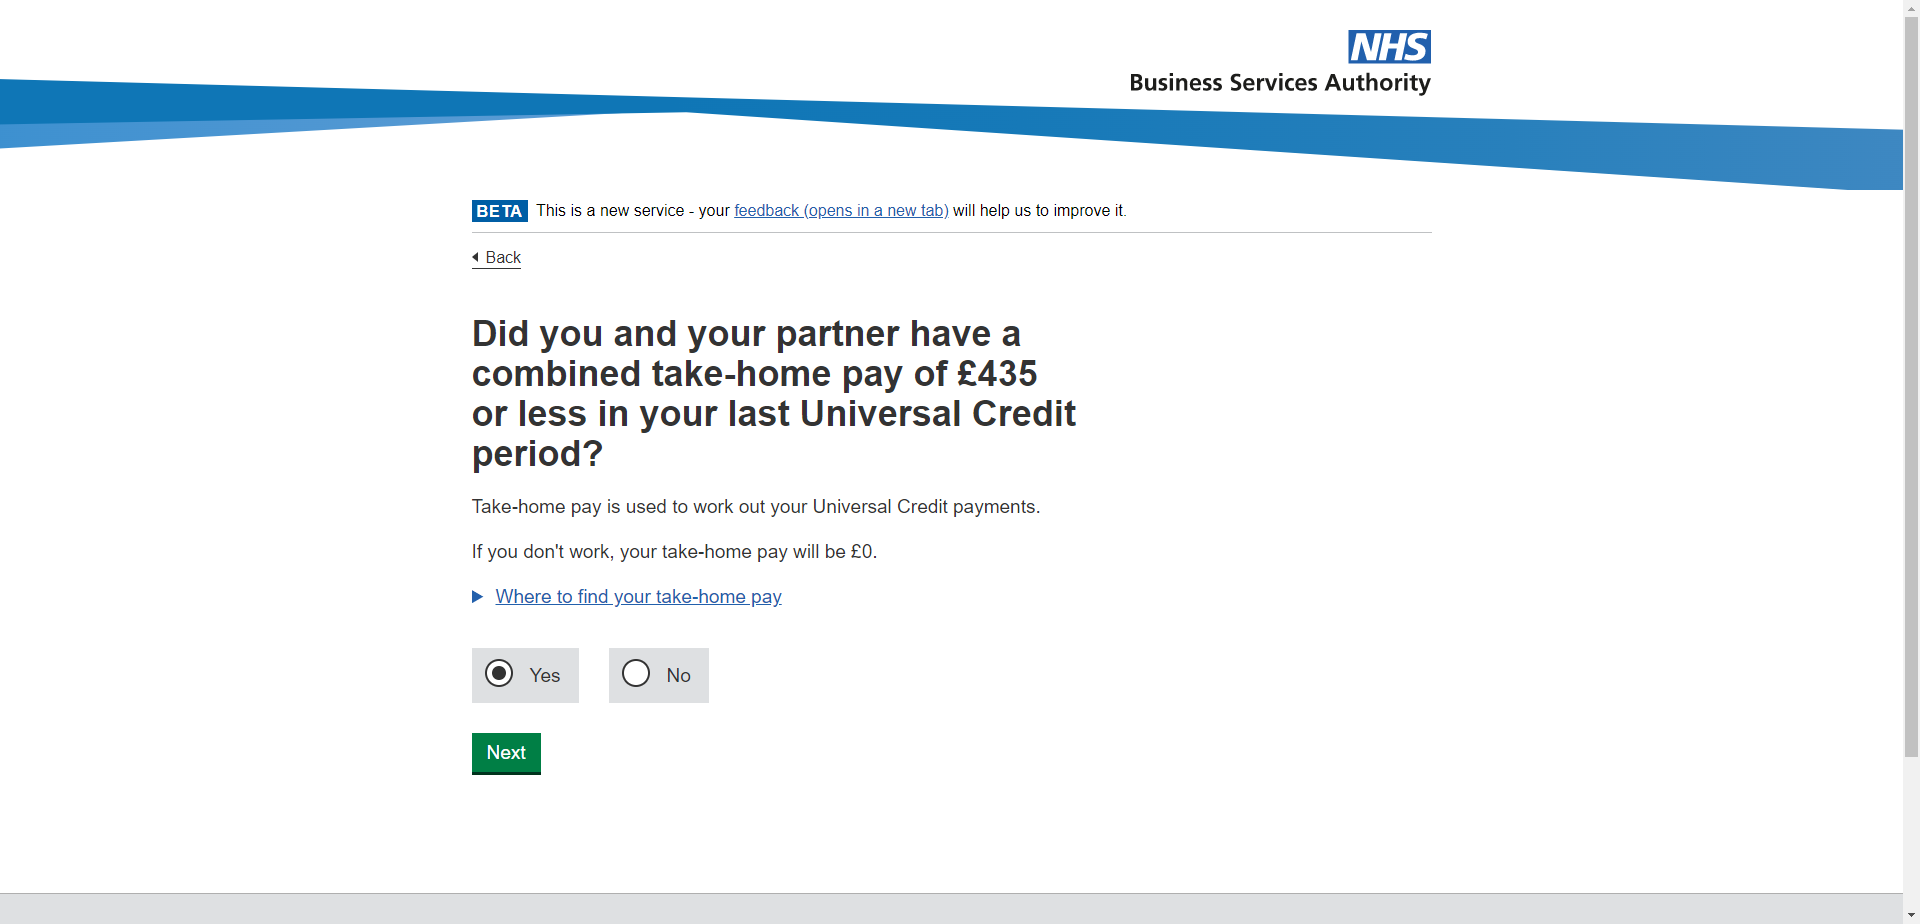 NHS
Business Services Authority
BETA This is a new service - your feedback (opens in a new tab) will help us to improve it.
Back
Did you and your partner have a
combined take-home pay of £435
or less in your last Universal Credit
period?
Take-home pay is used to work out your Universal Credit payments.
If you don't work, your take-home pay will be £0.
Where to find your take-home pay
Yes No
Next